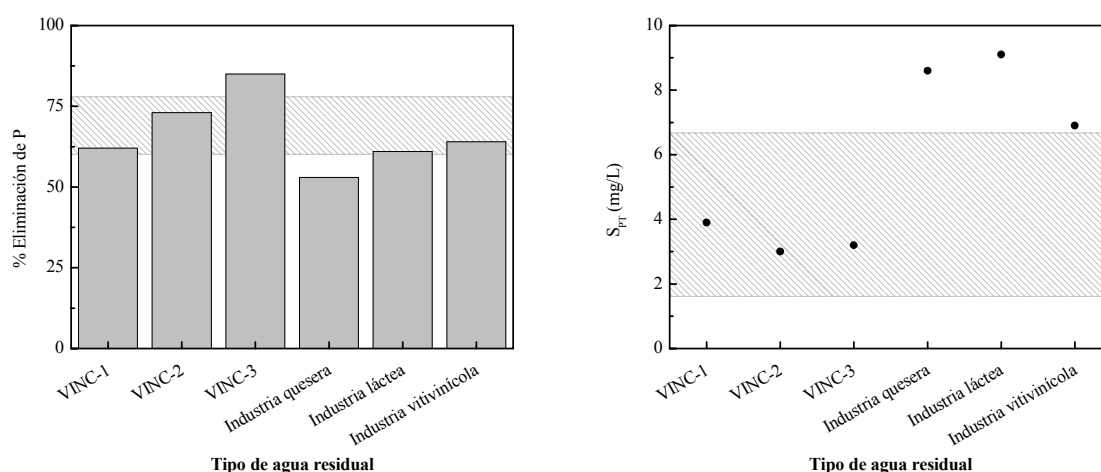 100
75
50
25
0
% Eliminación de P
VINC-1
VINC-2
VINC-3
Industria quesera
Industria láctea
Industria vitivinícola
Tipo de agua residual
10
8
6
4
2
0
S_PT (mg/L)
VINC-1
VINC-2
VINC-3
Industria quesera
Industria láctea
Industria vitivinícola
Tipo de agua residual